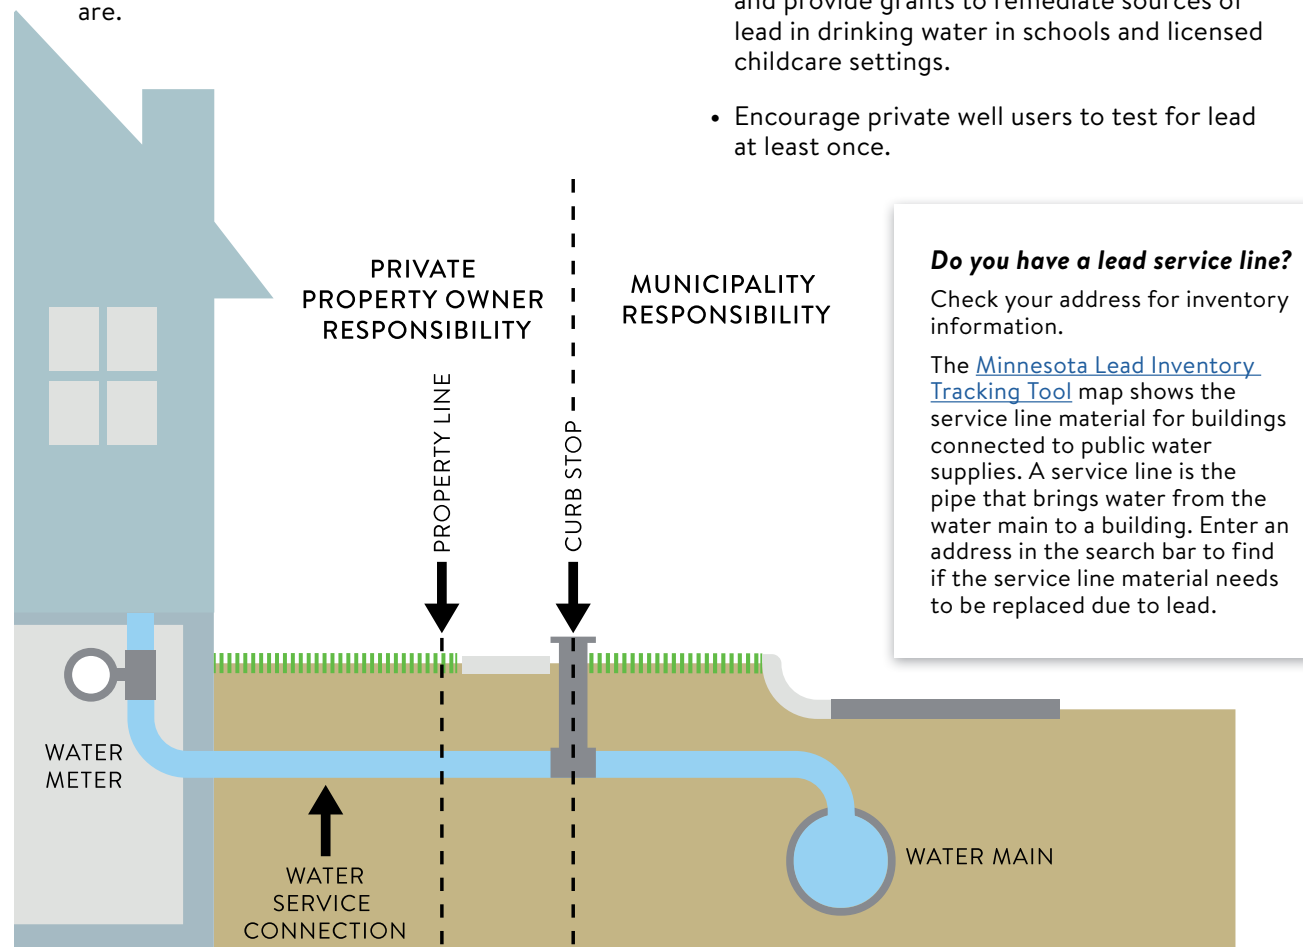 are.
and provide grants to remediate sources of
lead in drinking water in schools and licensed
childcare settings.
• Encourage private well users to test for lead
at least once.
PRIVATE
PROPERTY OWNER
RESPONSIBILITY
MUNICIPALITY
RESPONSIBILITY
PROPERTY LINE
CURB STOP
Do you have a lead service line?
Check your address for inventory
information.
The Minnesota Lead Inventory
Tracking Tool map shows the
service line material for buildings
connected to public water
supplies. A service line is the
pipe that brings water from the
water main to a building. Enter an
address in the search bar to find
if the service line material needs
to be replaced due to lead.
WATER
METER
WATER
SERVICE
CONNECTION
WATER MAIN